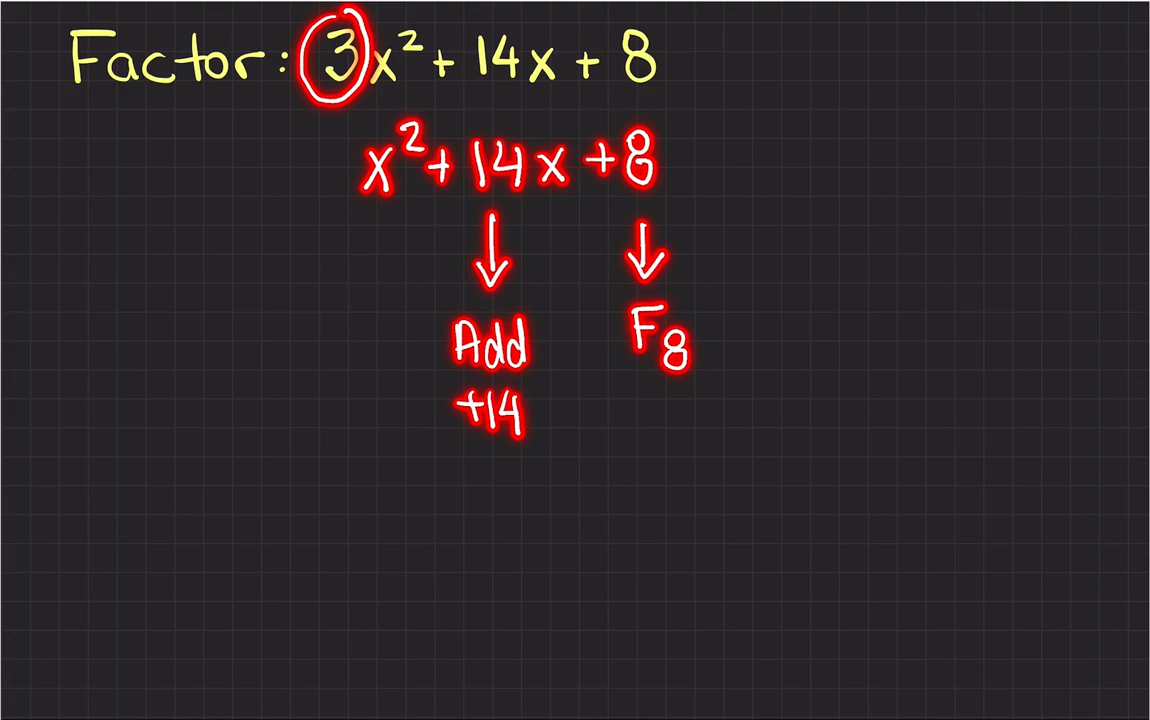 Factor: 3x² + 14x + 8
x² + 14x + 8
Add F₈
+14